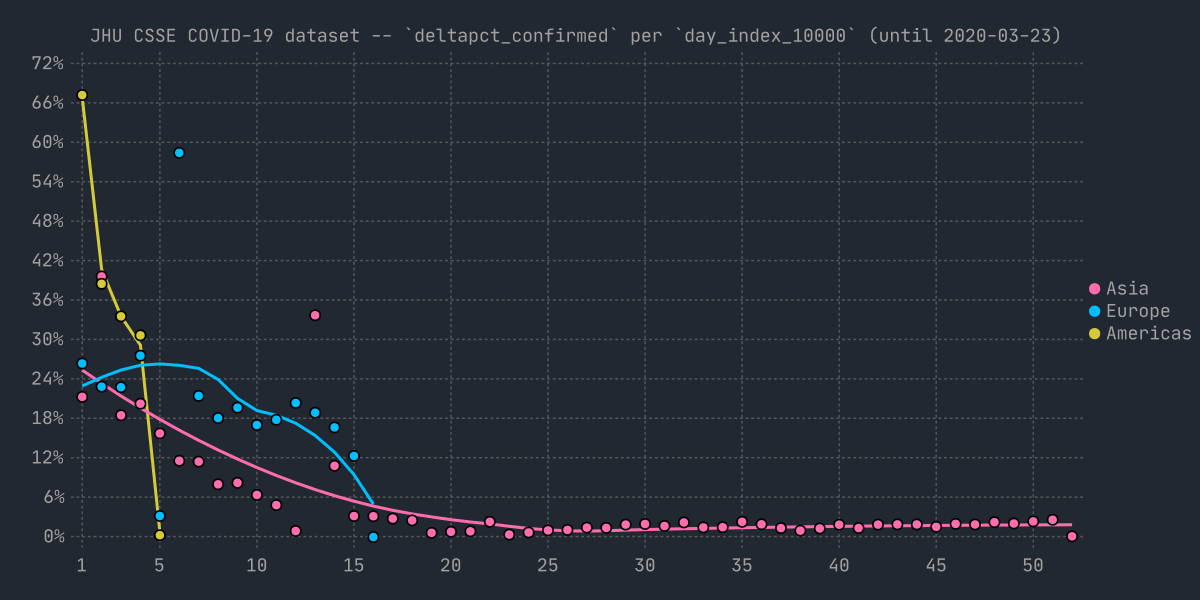 JHU CSSE COVID-19 dataset -- `deltapct_confirmed` per `day_index_10000` (until 2020-03-23)
72%
66%
60%
54%
48%
42%
36%
30%
24%
18%
12%
6%
0%
1 5 10 15 20 25 30 35 40 45 50
Asia
Europe
Americas